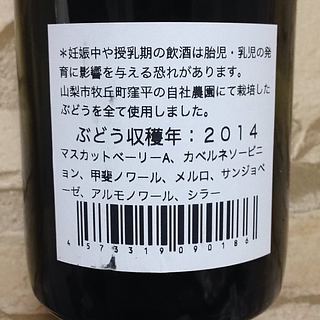 ＊妊娠中や授乳期の飲酒は胎児・乳児の発
育に影響を与える恐れがあります。
山梨市牧丘町窪平の自社農園にて栽培した
ぶどうを全て使用しました。
ぶどう収穫年：2014
マスカットベーリーA、カベルネソービニ
ョン、甲斐ノワール、メルロ、サンジョベ
ーゼ、アルモノワール、シラー
4573319090186